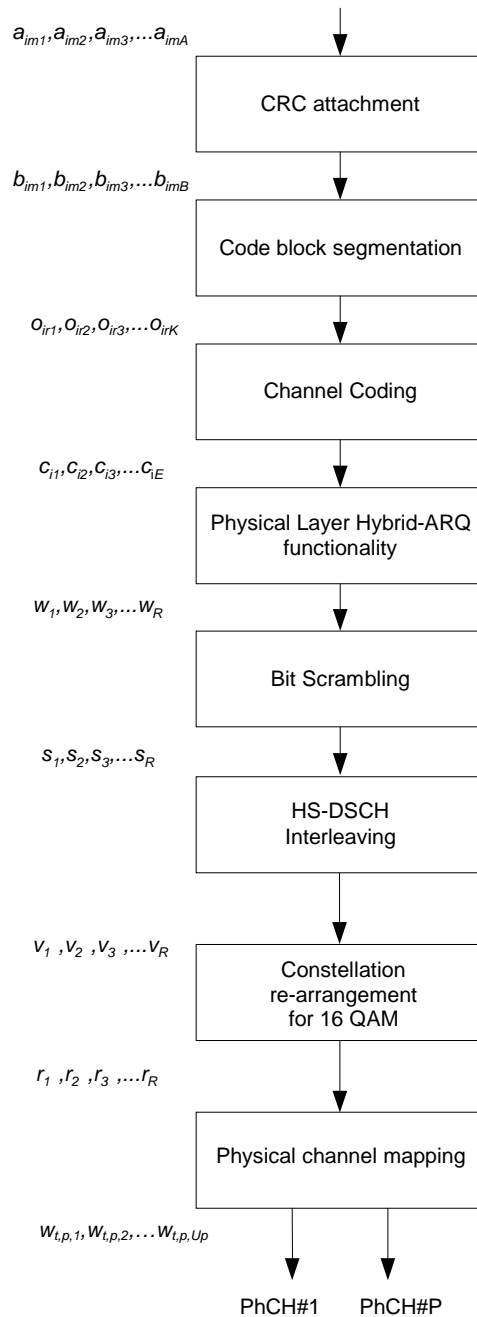 a_im1,a_im2,a_im3,...a_imA
CRC attachment
b_im1,b_im2,b_im3,...b_imB
Code block segmentation
o_ir1,o_ir2,o_ir3,...o_irK
Channel Coding
c_i1,c_i2,c_i3,...c_iE
Physical Layer Hybrid-ARQ
functionality
w_1,w_2,w_3,...w_R
Bit Scrambling
s_1,s_2,s_3,...s_R
HS-DSCH
Interleaving
v_1 ,v_2 ,v_3 ,...v_R
Constellation
re-arrangement
for 16 QAM
r_1 ,r_2 ,r_3 ,...r_R
Physical channel mapping
w_t,p,1,w_t,p,2,...w_t,p,Up
PhCH#1 PhCH#P